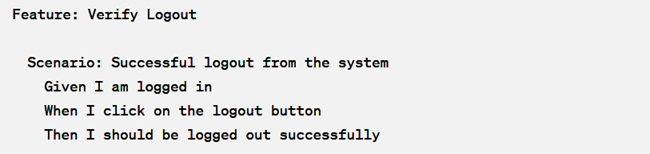 Feature: Verify Logout
Scenario: Successful logout from the system
Given I am logged in
When I click on the logout button
Then I should be logged out successfully